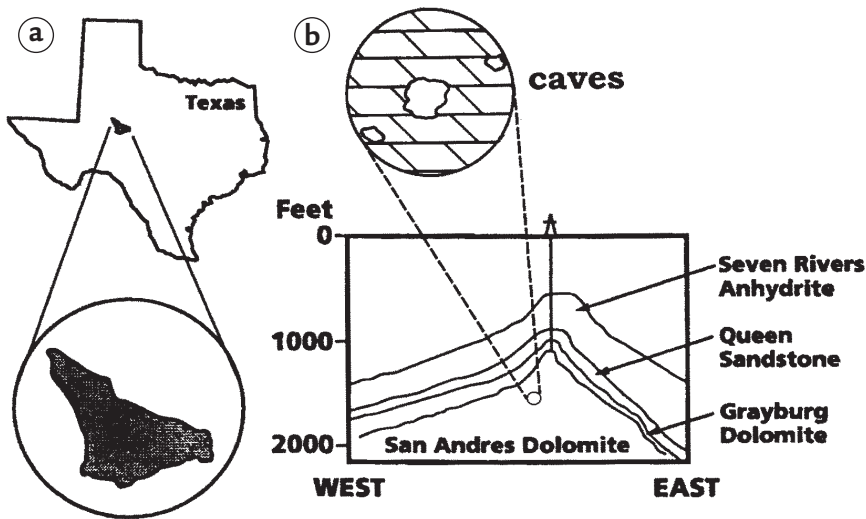 a
Texas
b
caves
Feet
0
1000
2000
Seven Rivers
Anhydrite
Queen
Sandstone
Grayburg
Dolomite
San Andres Dolomite
WEST
EAST